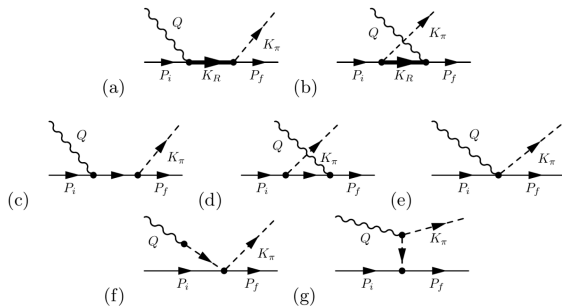 Q K_π
P_i K_R P_f
(a)
Q K_π
P_i K_R P_f
(b)
Q K_π
P_i P_f
(c)
Q K_π
P_i P_f
(d)
Q K_π
P_i P_f
(e)
Q K_π
P_i P_f
(f)
Q K_π
P_i P_f
(g)